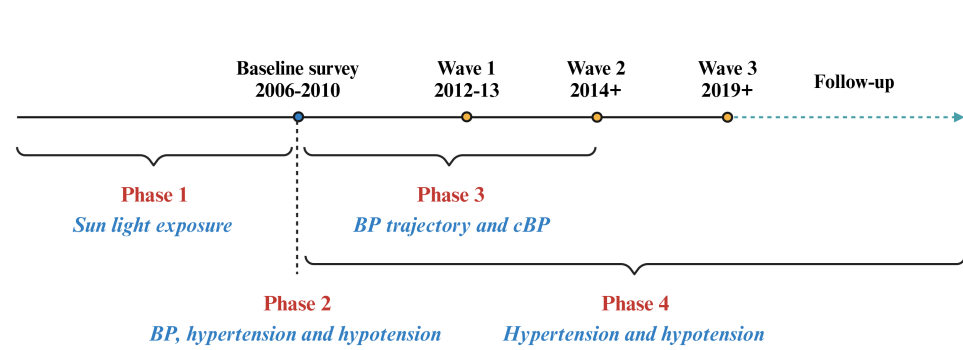 Baseline survey
2006-2010
Wave 1
2012-13
Wave 2
2014+
Wave 3
2019+
Follow-up
Phase 1
Sun light exposure
Phase 3
BP trajectory and cBP
Phase 2
BP, hypertension and hypotension
Phase 4
Hypertension and hypotension